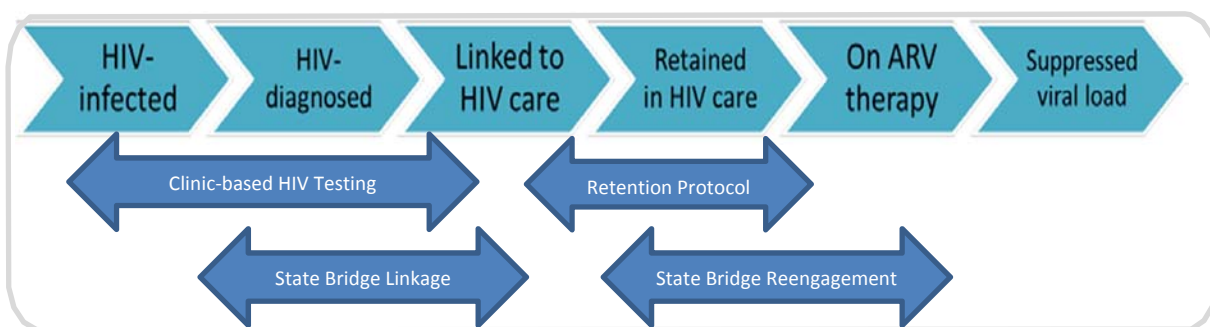 HIV-
infected
HIV-
diagnosed
Linked to
HIV care
Retained
in HIV care
On ARV
therapy
Suppressed
viral load
Clinic-based HIV Testing
Retention Protocol
State Bridge Linkage
State Bridge Reengagement